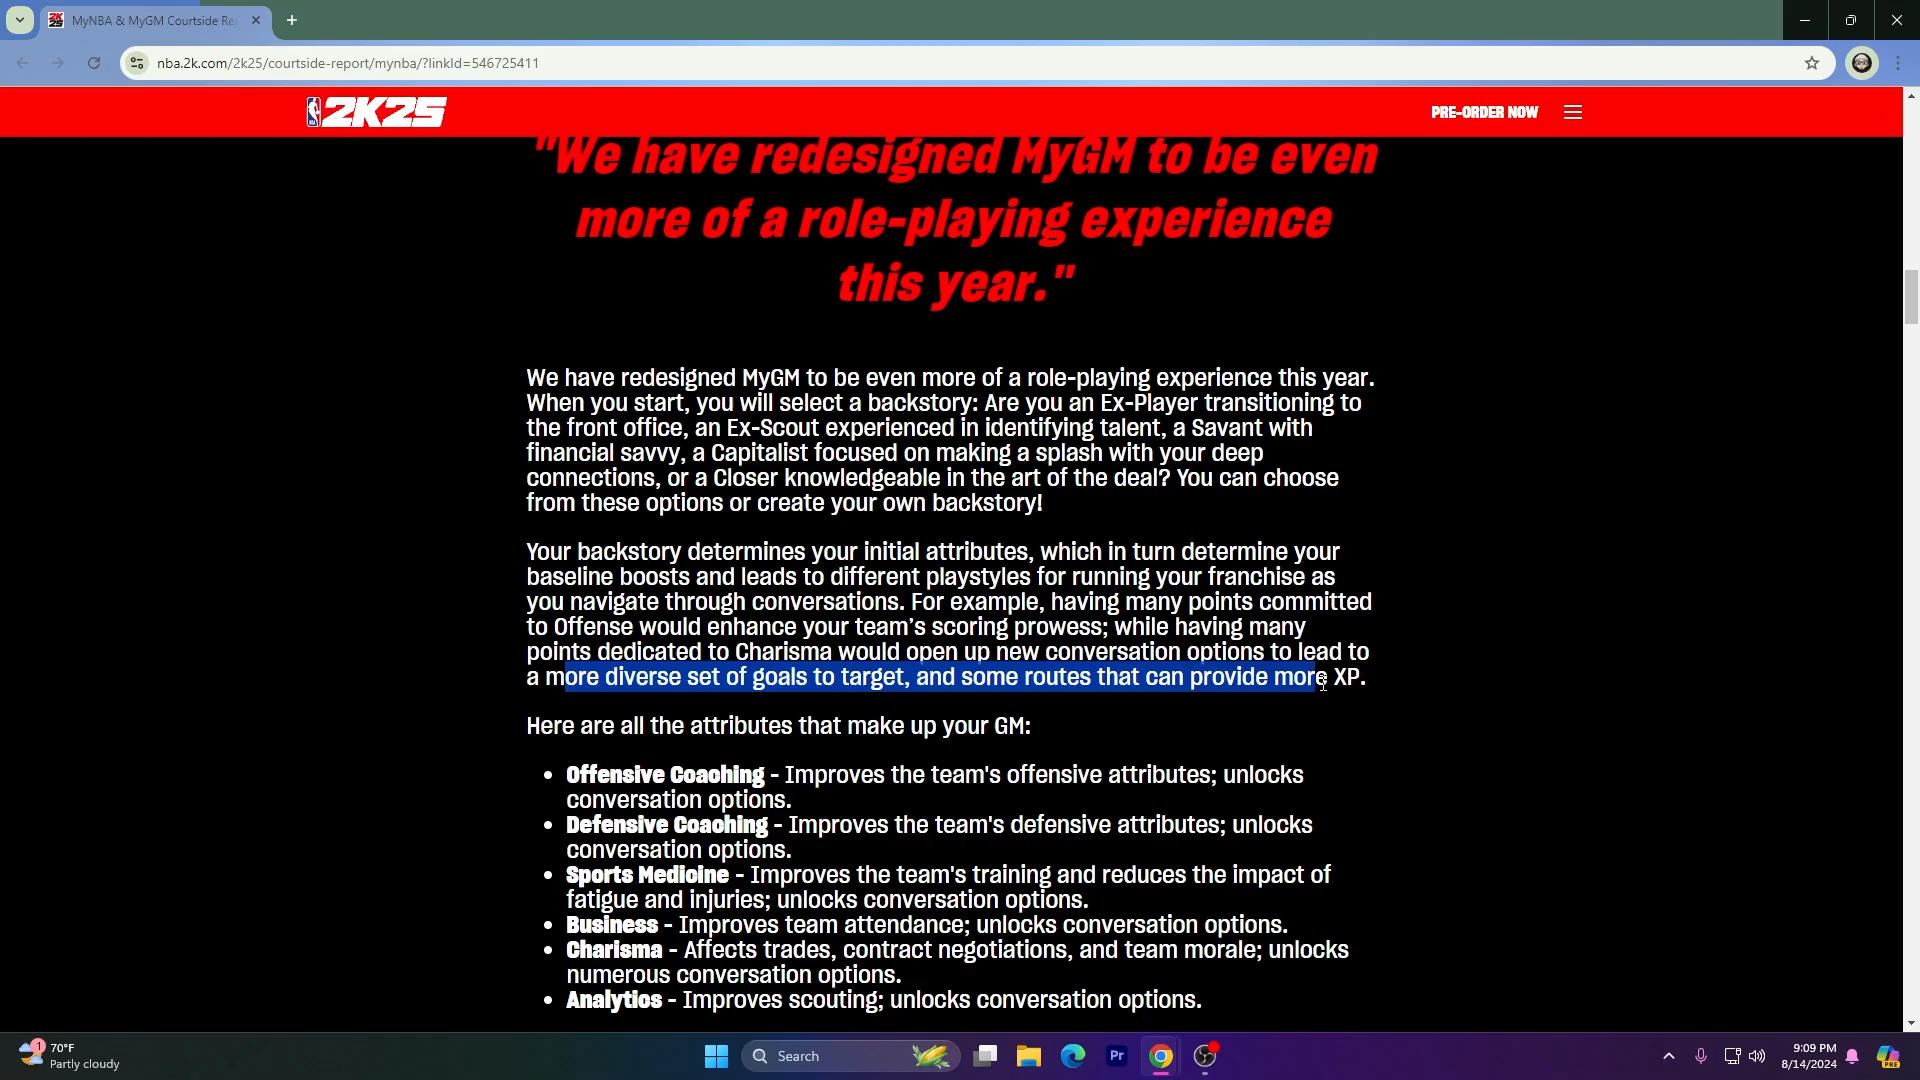 MyNBA & MyGM Courtside Re
nba.2k.com/2k25/courtside-report/mynba/?linkId=546725411
2K25
PRE-ORDER NOW
"We have redesigned MyGM to be even
more of a role-playing experience
this year."
We have redesigned MyGM to be even more of a role-playing experience this year.
When you start, you will select a backstory: Are you an Ex-Player transitioning to
the front office, an Ex-Scout experienced in identifying talent, a Savant with
financial savvy, a Capitalist focused on making a splash with your deep
connections, or a Closer knowledgeable in the art of the deal? You can choose
from these options or create your own backstory!
Your backstory determines your initial attributes, which in turn determine your
baseline boosts and leads to different playstyles for running your franchise as
you navigate through conversations. For example, having many points committed
to Offense would enhance your team’s scoring prowess; while having many
points dedicated to Charisma would open up new conversation options to lead to
a more diverse set of goals to target, and some routes that can provide more XP.
Here are all the attributes that make up your GM:
• Offensive Coaching - Improves the team's offensive attributes; unlocks
conversation options.
• Defensive Coaching - Improves the team's defensive attributes; unlocks
conversation options.
• Sports Medicine - Improves the team's training and reduces the impact of
fatigue and injuries; unlocks conversation options.
• Business - Improves team attendance; unlocks conversation options.
• Charisma - Affects trades, contract negotiations, and team morale; unlocks
numerous conversation options.
• Analytics - Improves scouting; unlocks conversation options.
1
70°F
Partly cloudy
Search
Pr
9:09 PM
8/14/2024
PRE